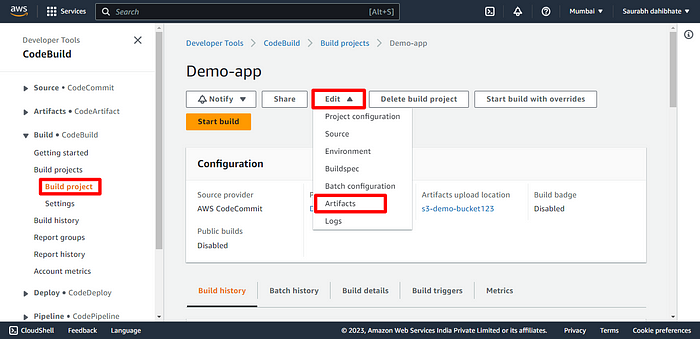 aws
Services
Search
[Alt+S]
Mumbai
Saurabh dahibhate
Developer Tools
CodeBuild
Source • CodeCommit
Artifacts • CodeArtifact
Build • CodeBuild
Getting started
Build projects
Build project
Settings
Build history
Report groups
Report history
Account metrics
Deploy • CodeDeploy
Pipeline • CodePipeline
Developer Tools
CodeBuild
Build projects
Demo-app
Demo-app
Notify
Share
Edit
Delete build project
Start build with overrides
Start build
Project configuration
Source
Environment
Buildspec
Batch configuration
Artifacts
Logs
Configuration
Source provider
AWS CodeCommit
Artifacts upload location
s3-demo-bucket123
Build badge
Disabled
Public builds
Disabled
Build history
Batch history
Build details
Build triggers
Metrics
CloudShell
Feedback
Language
© 2023, Amazon Web Services India Private Limited or its affiliates.
Privacy
Terms
Cookie preferences